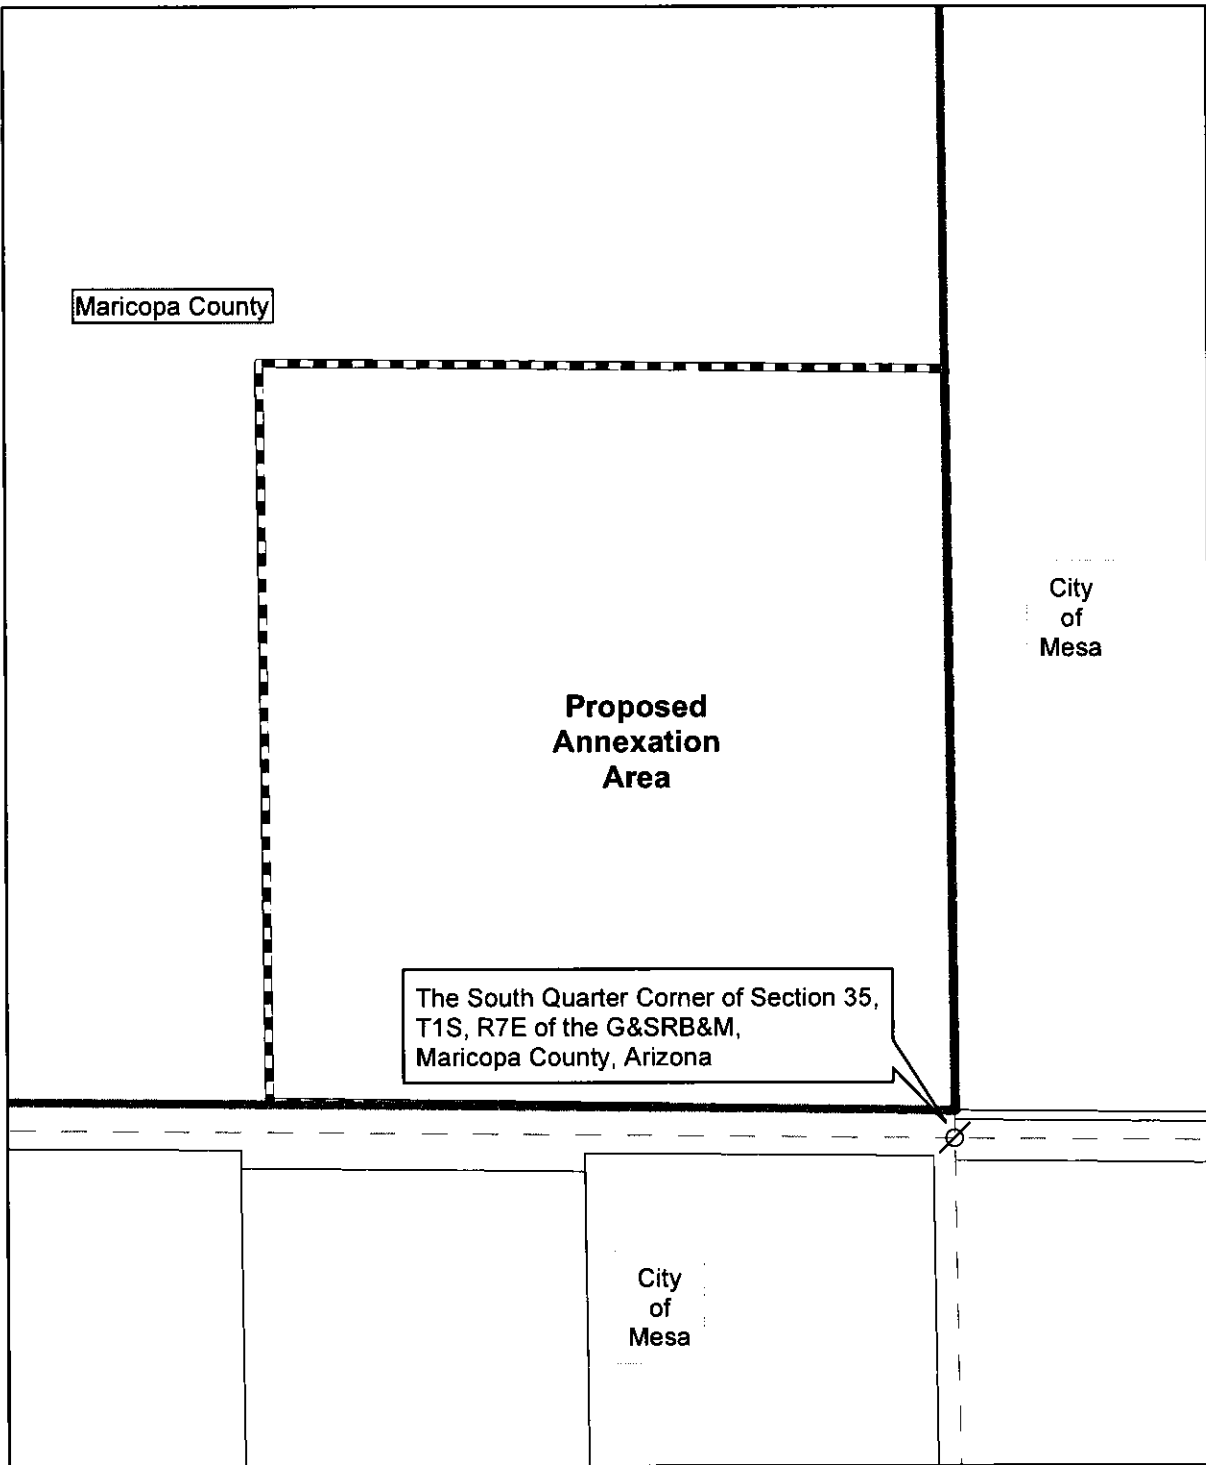 Maricopa County
City
of
Mesa
Proposed
Annexation
Area
The South Quarter Corner of Section 35,
T1S, R7E of the G&SRB&M,
Maricopa County, Arizona
City
of
Mesa